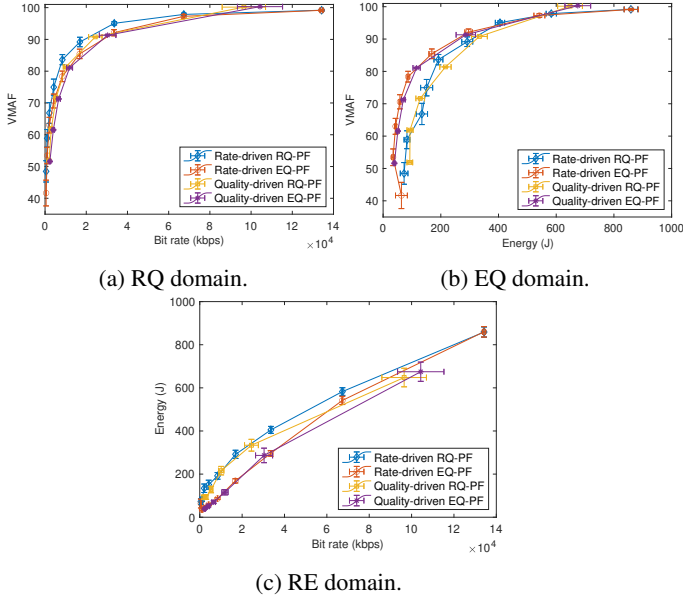 100
90
80
70
60
50
40
VMAF
Rate-driven RQ-PF
Rate-driven EQ-PF
Quality-driven RQ-PF
Quality-driven EQ-PF
0 2 4 6 8 10 12 14
Bit rate (kbps)
×10⁴
(a) RQ domain.
100
90
80
70
60
50
40
VMAF
Rate-driven RQ-PF
Rate-driven EQ-PF
Quality-driven RQ-PF
Quality-driven EQ-PF
0 200 400 600 800 1000
Energy (J)
(b) EQ domain.
1000
800
600
400
200
0
Energy (J)
Rate-driven RQ-PF
Rate-driven EQ-PF
Quality-driven RQ-PF
Quality-driven EQ-PF
0 2 4 6 8 10 12 14
Bit rate (kbps)
×10⁴
(c) RE domain.